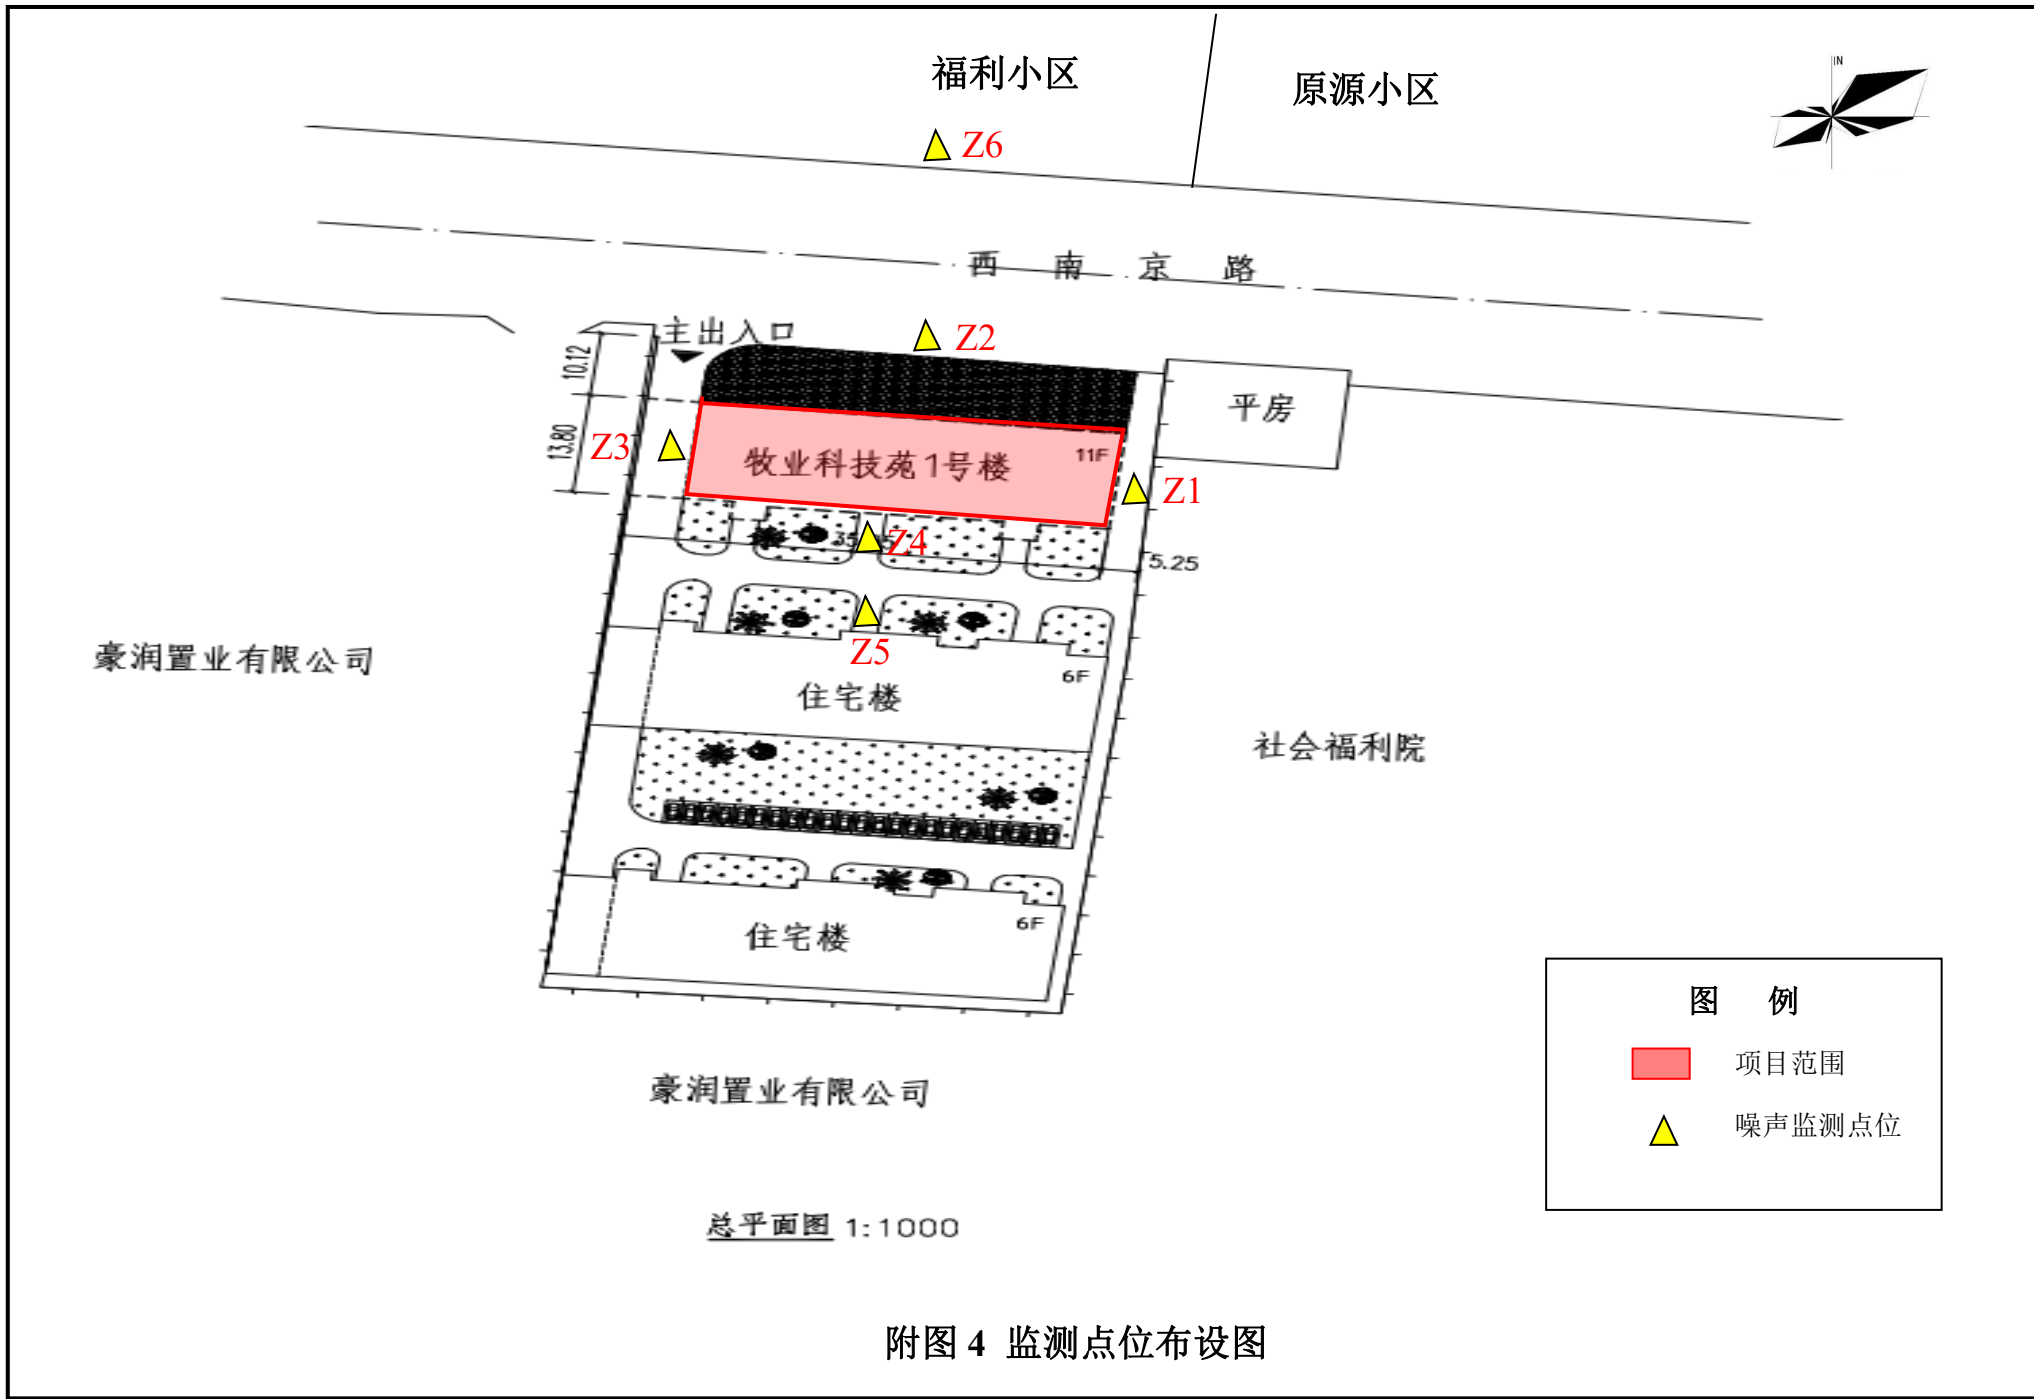 福利小区
原源小区
N
Z6
西南京路
主出入口
Z2
10.12
平房
13.80
Z3
牧业科技苑1号楼
11F
Z1
Z4
5.25
Z5
豪润置业有限公司
住宅楼
6F
社会福利院
住宅楼
6F
图 例
项目范围
噪声监测点位
豪润置业有限公司
总平面图 1:1000
附图 4 监测点位布设图